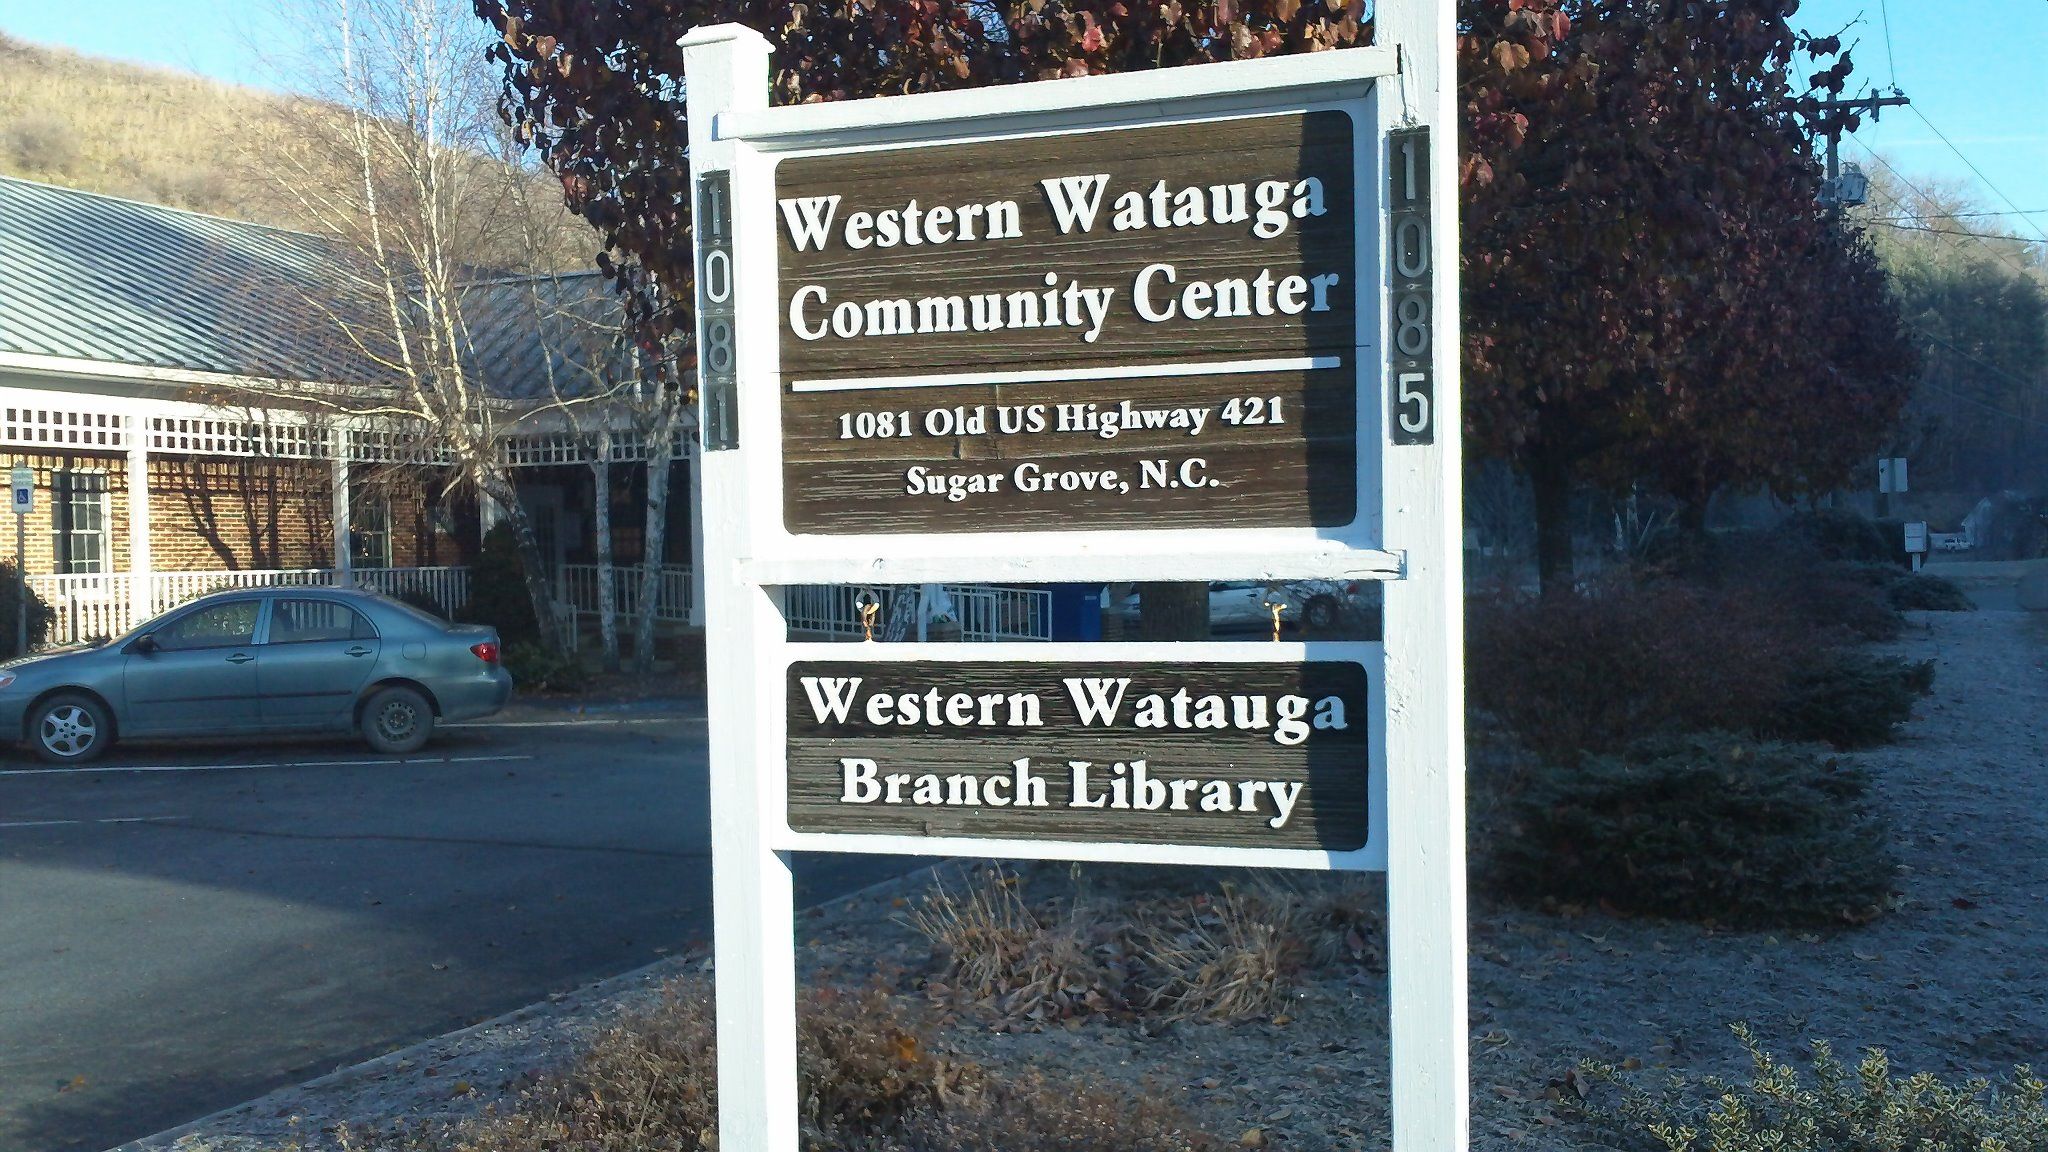 Western Watauga
Community Center
1081 Old US Highway 421
Sugar Grove, N.C.
Western Watauga
Branch Library
1081
1085